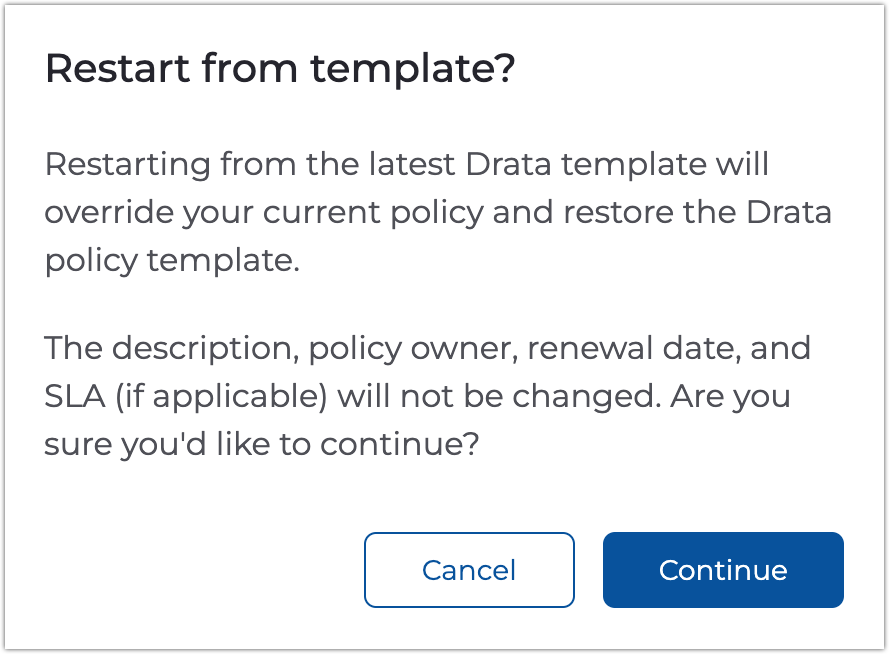 Restart from template?
Restarting from the latest Drata template will
override your current policy and restore the Drata
policy template.
The description, policy owner, renewal date, and
SLA (if applicable) will not be changed. Are you
sure you'd like to continue?
Cancel
Continue